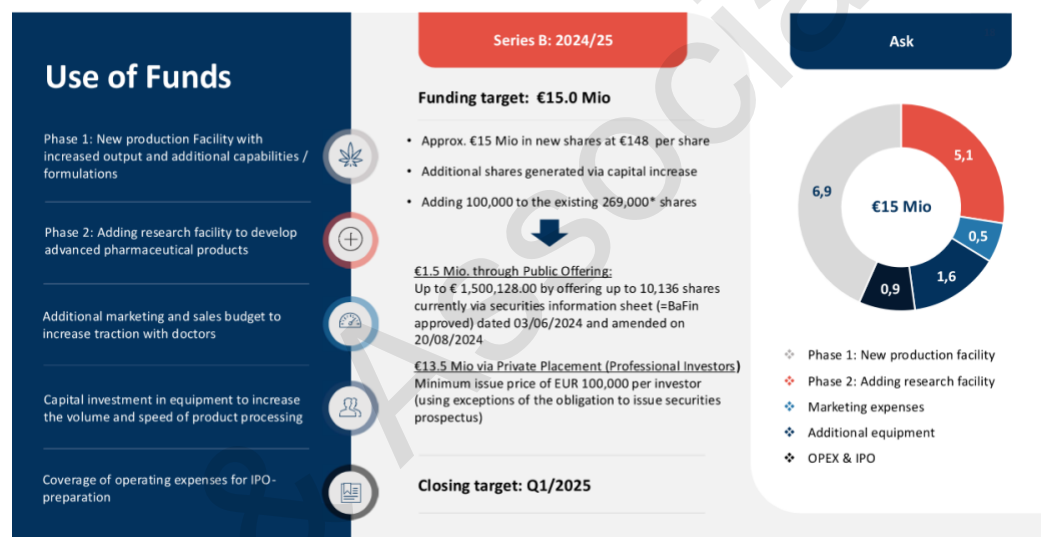 Use of Funds
Phase 1: New production Facility with
increased output and additional capabilities /
formulations
Phase 2: Adding research facility to develop
advanced pharmaceutical products
Additional marketing and sales budget to
increase traction with doctors
Capital investment in equipment to increase
the volume and speed of product processing
Coverage of operating expenses for IPO-
preparation
Series B: 2024/25
Funding target: €15.0 Mio
• Approx. €15 Mio in new shares at €148 per share
• Additional shares generated via capital increase
• Adding 100,000 to the existing 269,000* shares
€1.5 Mio. through Public Offering:
Up to € 1,500,128.00 by offering up to 10,136 shares
currently via securities information sheet (=BaFin
approved) dated 03/06/2024 and amended on
20/08/2024
€13.5 Mio via Private Placement (Professional Investors)
Minimum issue price of EUR 100,000 per investor
(using exceptions of the obligation to issue securities
prospectus)
Closing target: Q1/2025
Ask
5,1
6,9
€15 Mio
0,5
1,6
0,9
Phase 1: New production facility
Phase 2: Adding research facility
Marketing expenses
Additional equipment
OPEX & IPO